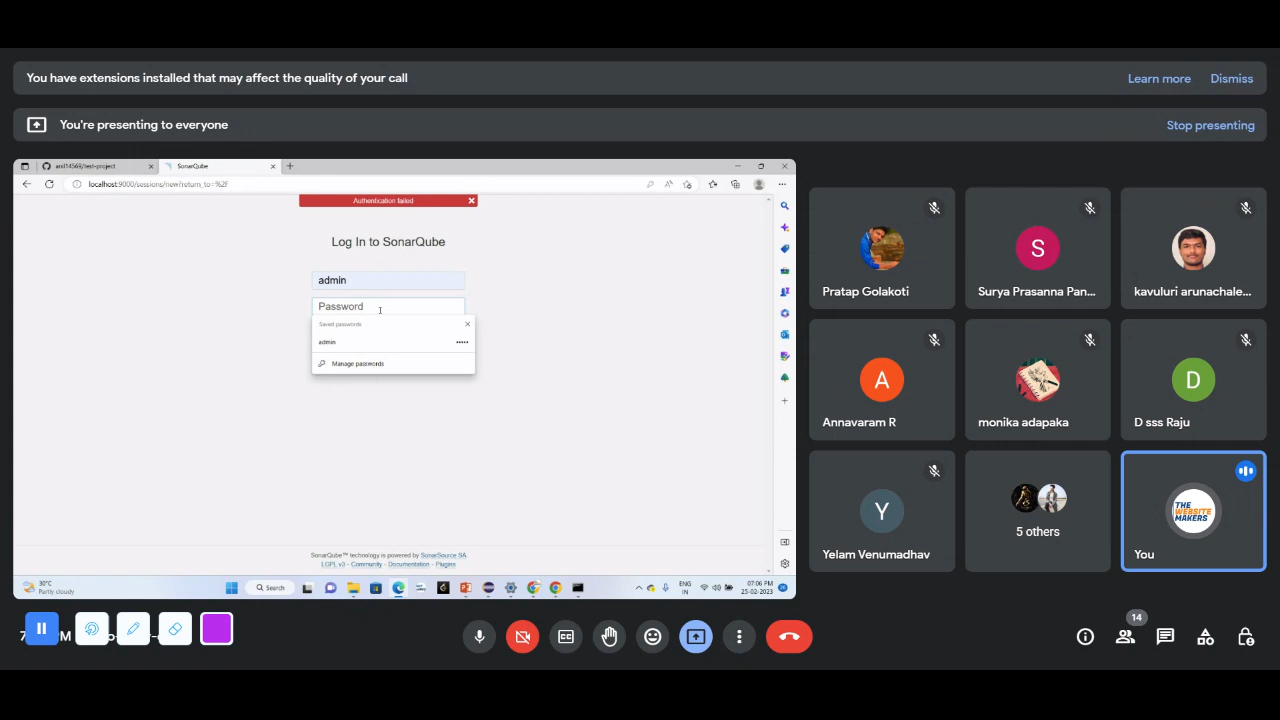 You have extensions installed that may affect the quality of your call
Learn more
Dismiss
You're presenting to everyone
Stop presenting
anil14569/test-project
SonarQube
localhost:9000/sessions/new?return_to=%2F
Authentication failed
Log In to SonarQube
admin
Password
Saved passwords
admin
•••••
Manage passwords
SonarQube™ technology is powered by SonarSource SA
LGPL v3 - Community - Documentation - Plugins
30°C
Partly cloudy
Search
ENG
IN
07:06 PM
25-02-2023
Pratap Golakoti
S
Surya Prasanna Pan...
kavuluri arunachale...
A
Annavaram R
monika adapaka
D
D sss Raju
Y
Yelam Venumadhav
5 others
THE
WEBSITE
MAKERS
You
14